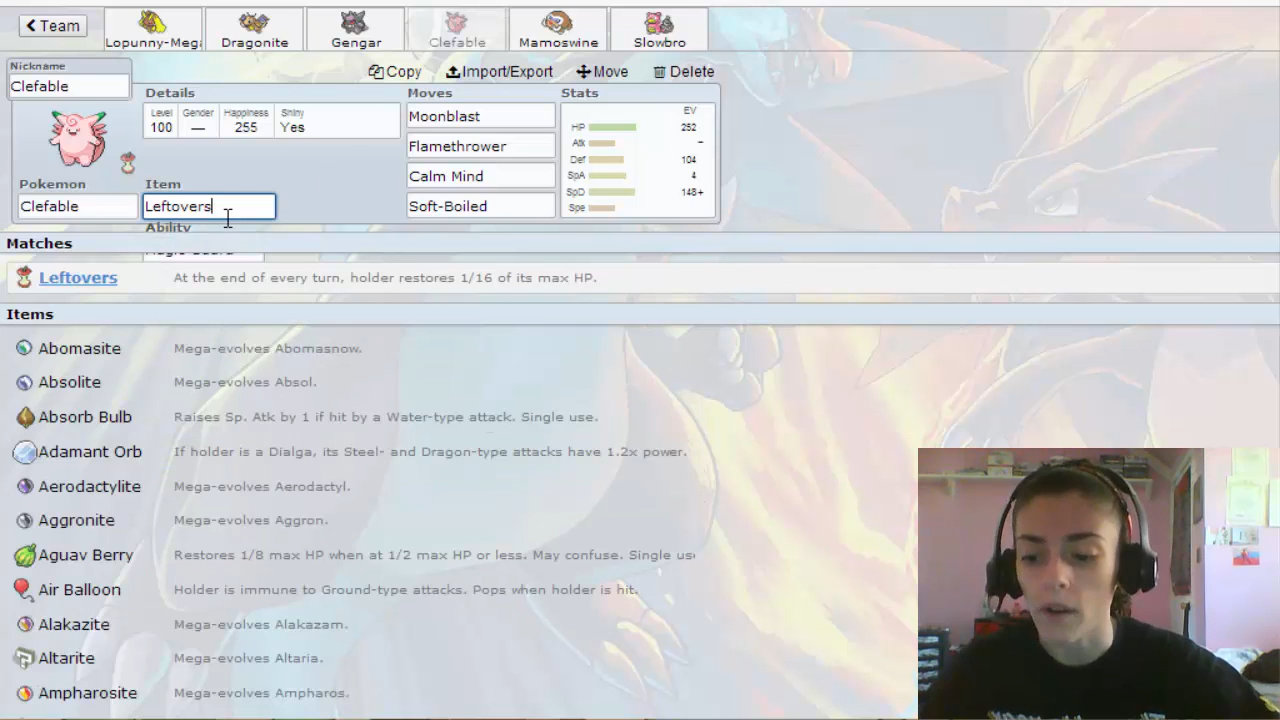 Team
Lopunny-Mega
Dragonite
Gengar
Clefable
Mamoswine
Slowbro
Nickname
Clefable
Copy
Import/Export
Move
Delete
Details
Moves
Stats
Level Gender Happiness Shiny
100 — 255 Yes
Moonblast
Flamethrower
Calm Mind
Soft-Boiled
EV
HP 252
Atk -
Def 104
SpA 4
SpD 148+
Spe
Pokemon
Clefable
Item
Leftovers
Ability
Matches
Leftovers At the end of every turn, holder restores 1/16 of its max HP.
Items
Abomasite Mega-evolves Abomasnow.
Absolite Mega-evolves Absol.
Absorb Bulb Raises Sp. Atk by 1 if hit by a Water-type attack. Single use.
Adamant Orb If holder is a Dialga, its Steel- and Dragon-type attacks have 1.2x power.
Aerodactylite Mega-evolves Aerodactyl.
Aggronite Mega-evolves Aggron.
Aguav Berry Restores 1/8 max HP when at 1/2 max HP or less. May confuse. Single us
Air Balloon Holder is immune to Ground-type attacks. Pops when holder is hit.
Alakazite Mega-evolves Alakazam.
Altarite Mega-evolves Altaria.
Ampharosite Mega-evolves Ampharos.